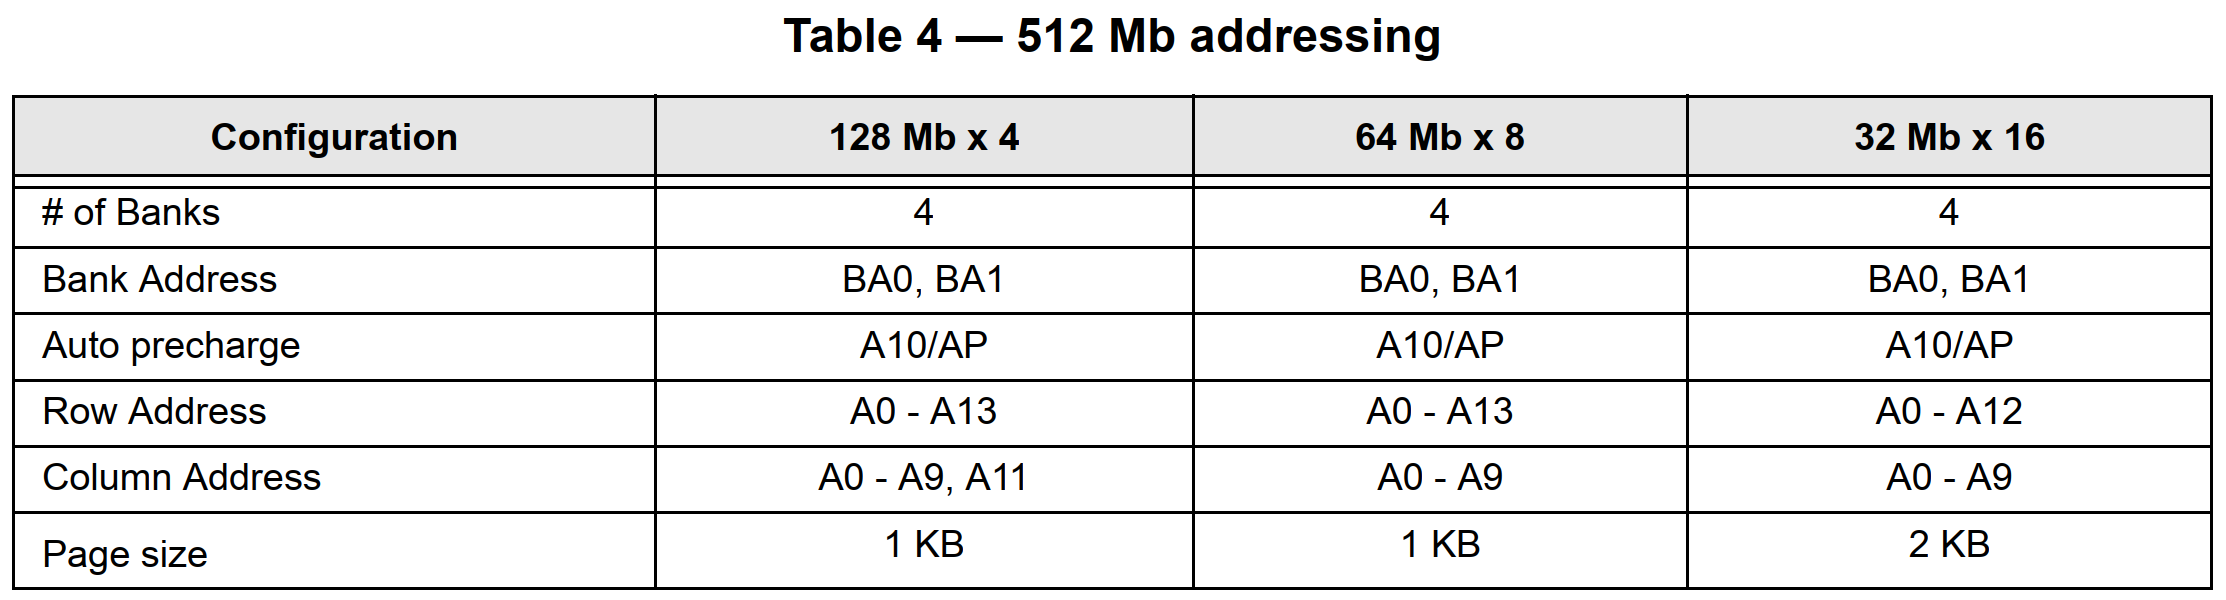 Table 4 — 512 Mb addressing
Configuration 128 Mb x 4 64 Mb x 8 32 Mb x 16
# of Banks 4 4 4
Bank Address BA0, BA1 BA0, BA1 BA0, BA1
Auto precharge A10/AP A10/AP A10/AP
Row Address A0 - A13 A0 - A13 A0 - A12
Column Address A0 - A9, A11 A0 - A9 A0 - A9
Page size 1 KB 1 KB 2 KB